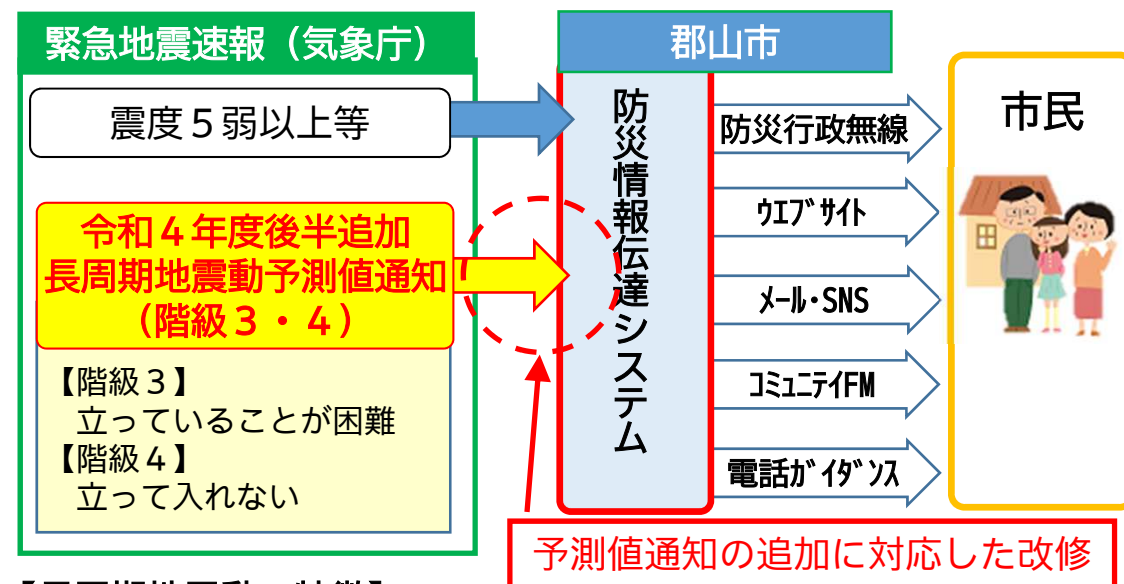 緊急地震速報（気象庁）
震度５弱以上等
令和４年度後半追加
長周期地震動予測値通知
（階級３・４）
【階級３】
立っていることが困難
【階級４】
立って入れない
郡山市
防災情報伝達システム
防災行政無線
ｳｴﾌﾞｻｲﾄ
ﾒｰﾙ・SNS
ｺﾐｭﾆﾃｲFM
電話ｶﾞｲﾀﾞﾝｽ
市民
予測値通知の追加に対応した改修